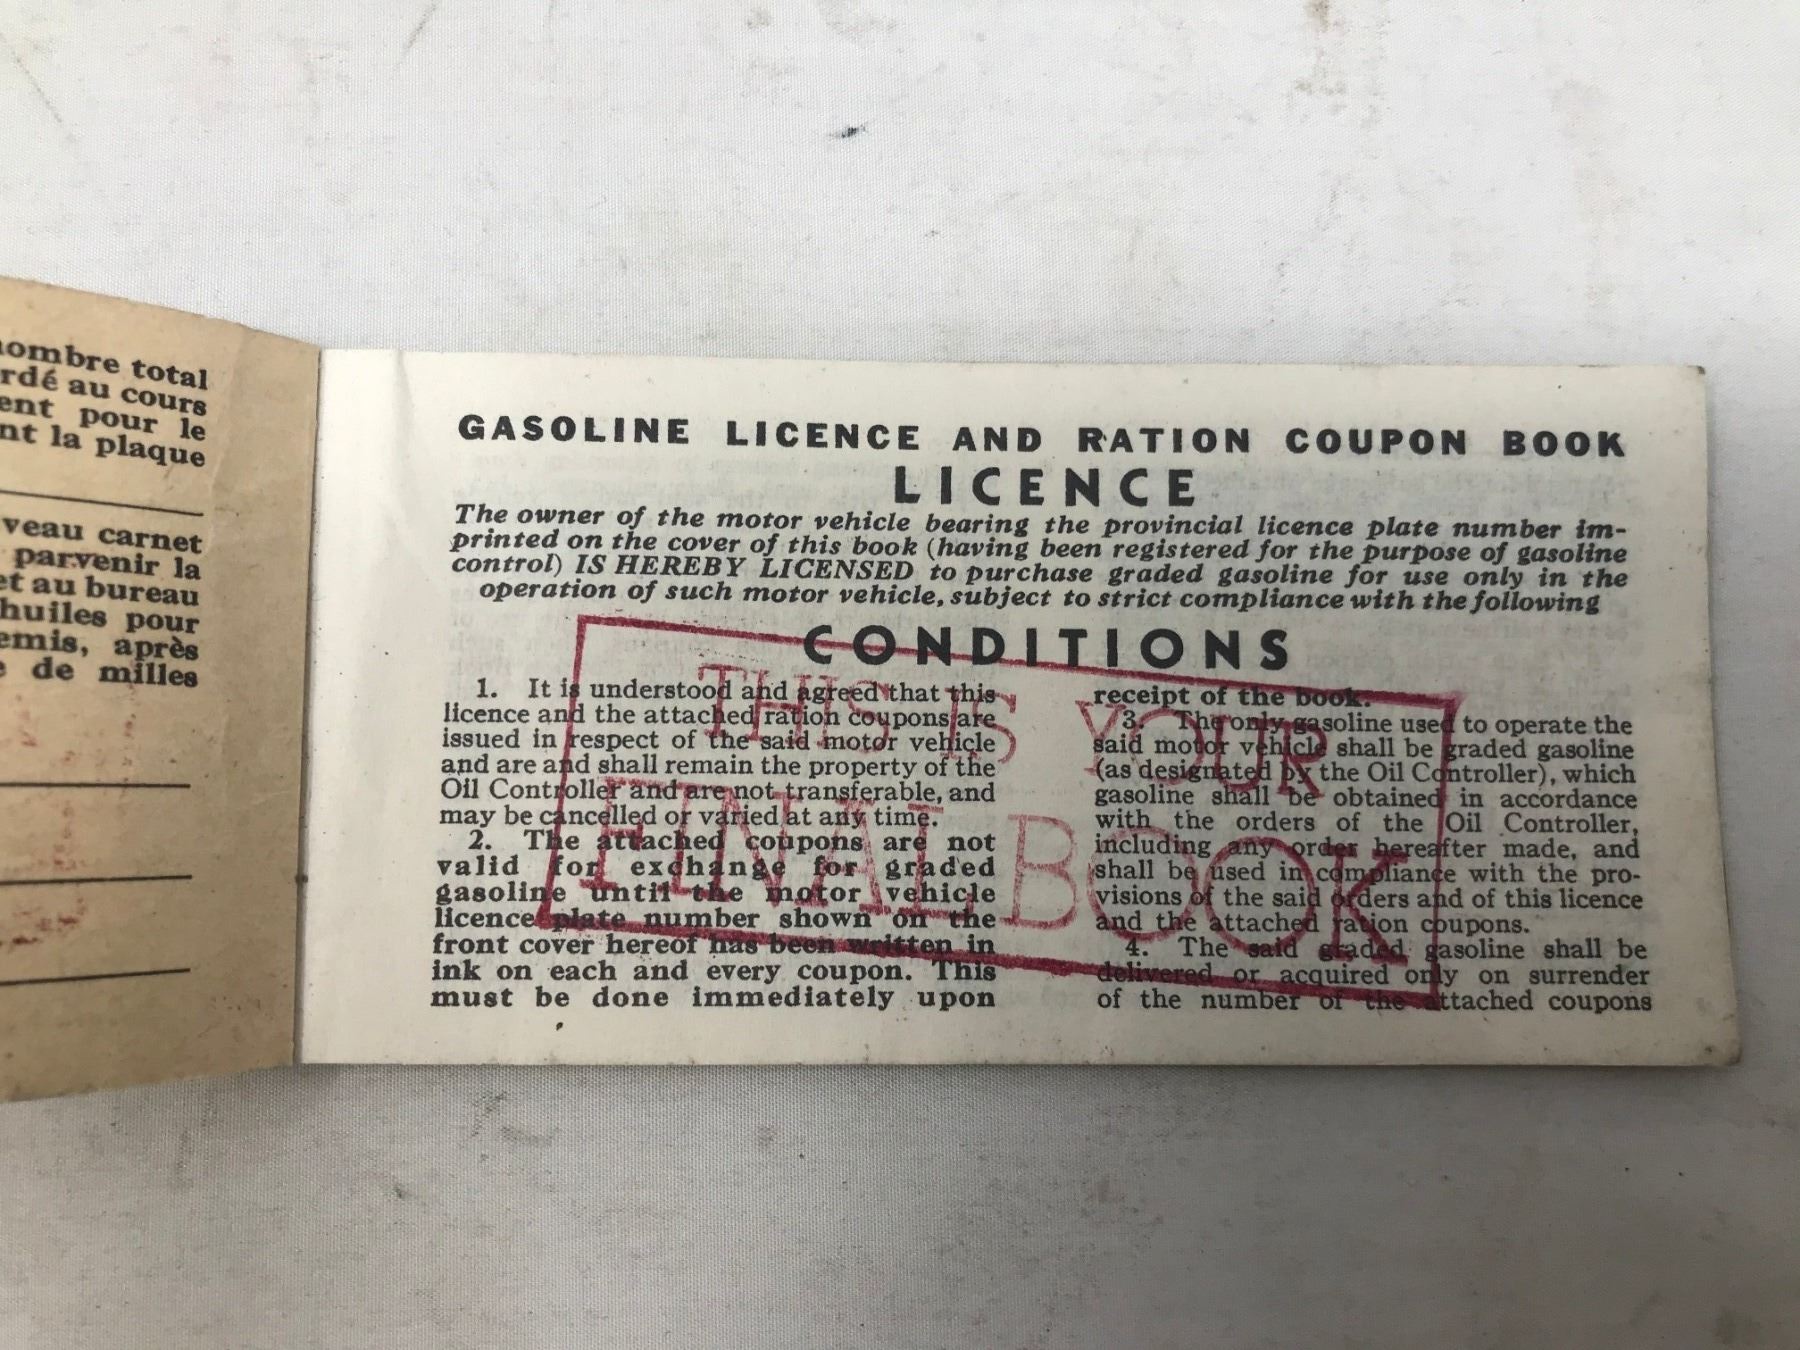 nombre total
rdé au cours
ent pour le
nt la plaque
veau carnet
parvenir la
et au bureau
huiles pour
emis, après
e de milles
GASOLINE LICENCE AND RATION COUPON BOOK
LICENCE
The owner of the motor vehicle bearing the provincial licence plate number im-
printed on the cover of this book (having been registered for the purpose of gasoline
control) IS HEREBY LICENSED to purchase graded gasoline for use only in the
operation of such motor vehicle, subject to strict compliance with the following
CONDITIONS
1. It is understood and agreed that this
licence and the attached ration coupons are
issued in respect of the said motor vehicle
and are and shall remain the property of the
Oil Controller and are not transferable, and
may be cancelled or varied at any time.
2. The attached coupons are not
valid for exchange for graded
gasoline until the motor vehicle
licence plate number shown on the
front cover hereof has been written in
ink on each and every coupon. This
must be done immediately upon
receipt of the book.
3. The only gasoline used to operate the
said motor vehicle shall be graded gasoline
(as designated by the Oil Controller), which
gasoline shall be obtained in accordance
with the orders of the Oil Controller,
including any order hereafter made, and
shall be used in compliance with the pro-
visions of the said orders and of this licence
and the attached ration coupons.
4. The said graded gasoline shall be
delivered or acquired only on surrender
of the number of the attached coupons
THIS IS YOUR
FINAL BOOK